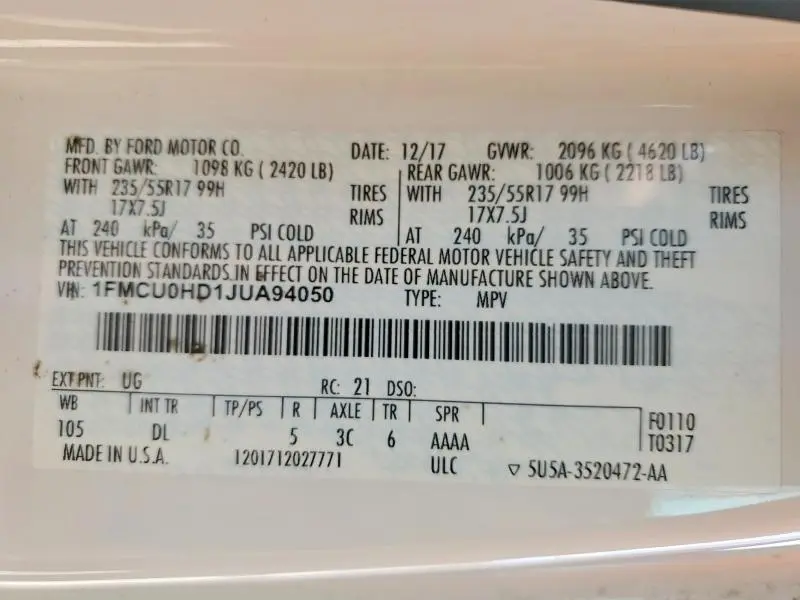 MFD. BY FORD MOTOR CO. DATE: 12/17 GVWR: 2096 KG ( 4620 LB)
FRONT GAWR: 1098 KG ( 2420 LB) REAR GAWR: 1006 KG ( 2218 LB)
WITH 235/55R17 99H TIRES WITH 235/55R17 99H TIRES
17X7.5J RIMS 17X7.5J RIMS
AT 240 kPa/ 35 PSI COLD AT 240 kPa/ 35 PSI COLD
THIS VEHICLE CONFORMS TO ALL APPLICABLE FEDERAL MOTOR VEHICLE SAFETY AND THEFT
PREVENTION STANDARDS IN EFFECT ON THE DATE OF MANUFACTURE SHOWN ABOVE.
VIN: 1FMCU0HD1JUA94050 TYPE: MPV
EXT PNT: UG RC: 21 DSO:
WB INT TR TP/PS R AXLE TR SPR F0110
105 DL 5 3C 6 AAAA T0317
MADE IN U.S.A. 1201712027771 ULC ▽ 5U5A-3520472-AA